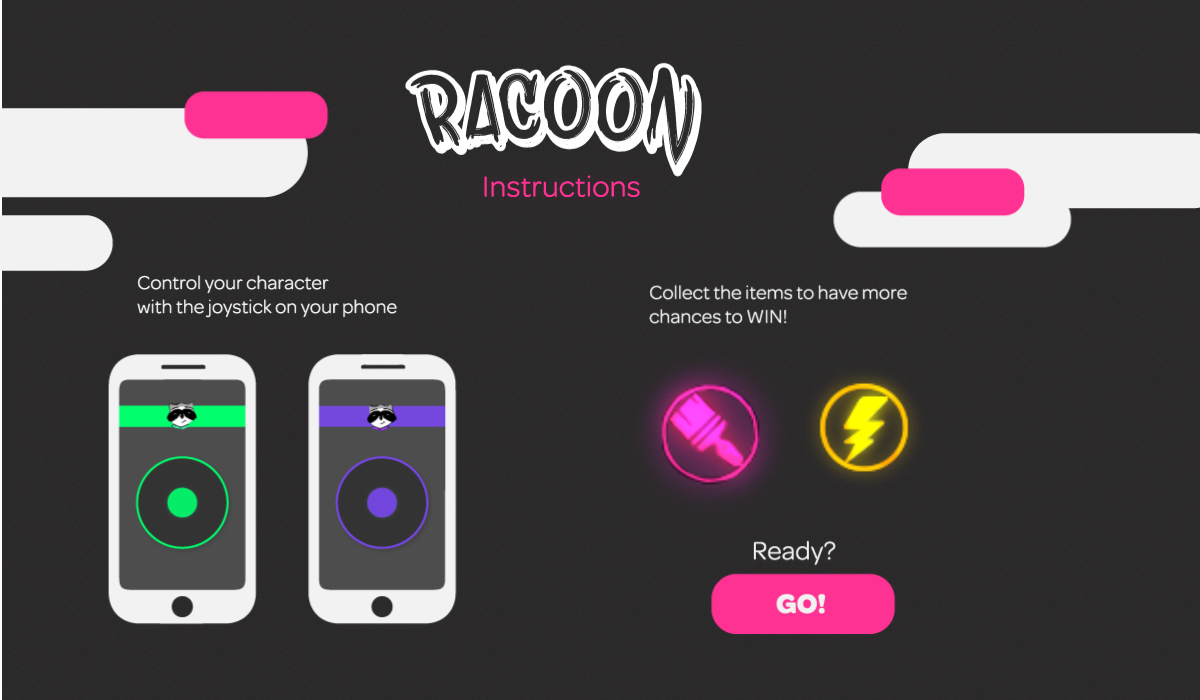 RACOON
Instructions
Control your character
with the joystick on your phone
Collect the items to have more
chances to WIN!
Ready?
GO!